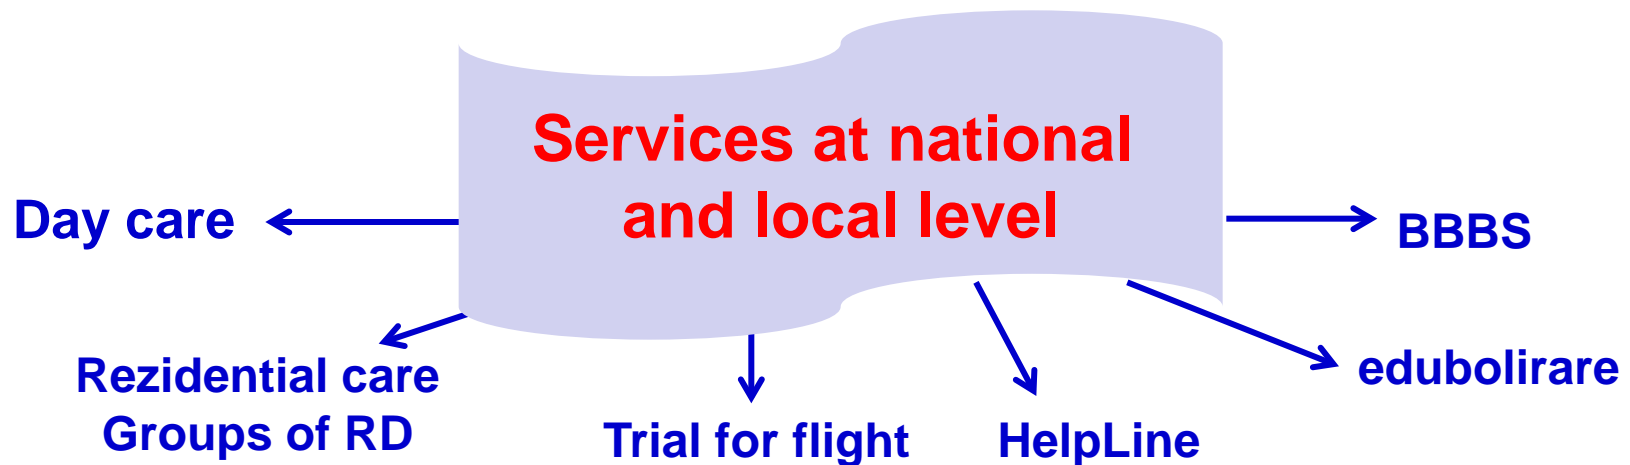 Services at national
and local level
Day care
BBBS
Rezidential care
Groups of RD
Trial for flight
HelpLine
edubolirare